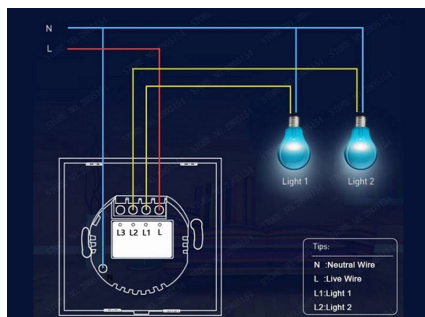 N
L
Light 1 Light 2
L3 L2 L1 L
Tips:
N :Neutral Wire
L :Live Wire
L1:Light 1
L2:Light 2